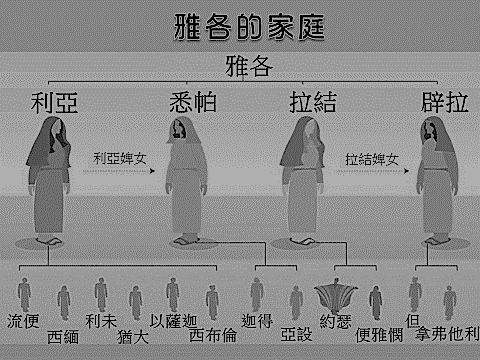 雅各的家庭
雅各
利亞 悉帕 拉結 辟拉
利亞婢女 拉結婢女
流便 利未 以薩迦 迦得 約瑟 但
西緬 猶大 西布倫 亞設 便雅憫 拿弗他利